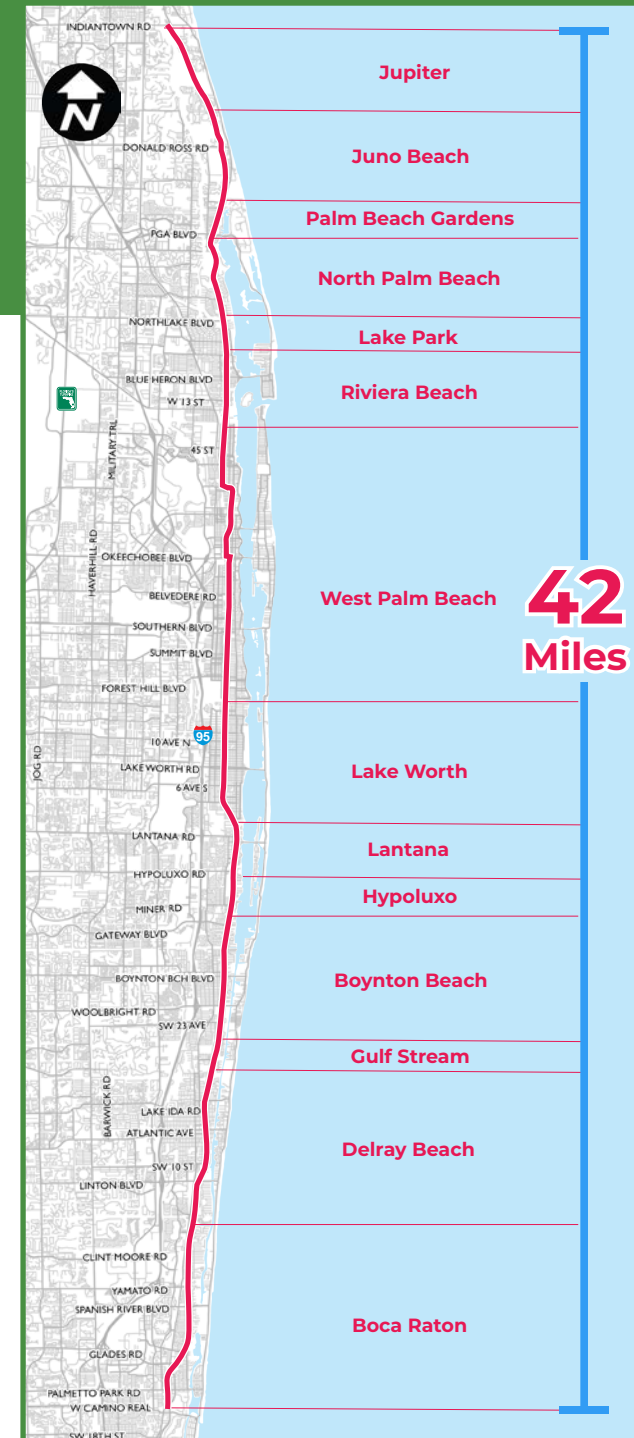 INDIANTOWN RD
Jupiter
N
DONALD ROSS RD
Juno Beach
Palm Beach Gardens
PGA BLVD
North Palm Beach
NORTHLAKE BLVD
Lake Park
BLUE HERON BLVD
Riviera Beach
W 13 ST
MILITARY TRL
45 ST
HAVERHILL RD
OKEECHOBEE BLVD
BELVEDERE RD
West Palm Beach
42
Miles
SOUTHERN BLVD
SUMMIT BLVD
FOREST HILL BLVD
95
10 AVE N
JOG RD
LAKE WORTH RD
Lake Worth
6 AVE S
LANTANA RD
Lantana
HYPOLUXO RD
Hypoluxo
MINER RD
GATEWAY BLVD
BOYNTON BCH BLVD
Boynton Beach
WOOLBRIGHT RD
SW 23 AVE
Gulf Stream
BARWICK RD
LAKE IDA RD
ATLANTIC AVE
Delray Beach
SW 10 ST
LINTON BLVD
CLINT MOORE RD
YAMATO RD
SPANISH RIVER BLVD
Boca Raton
GLADES RD
PALMETTO PARK RD
W CAMINO REAL
SW 18TH ST